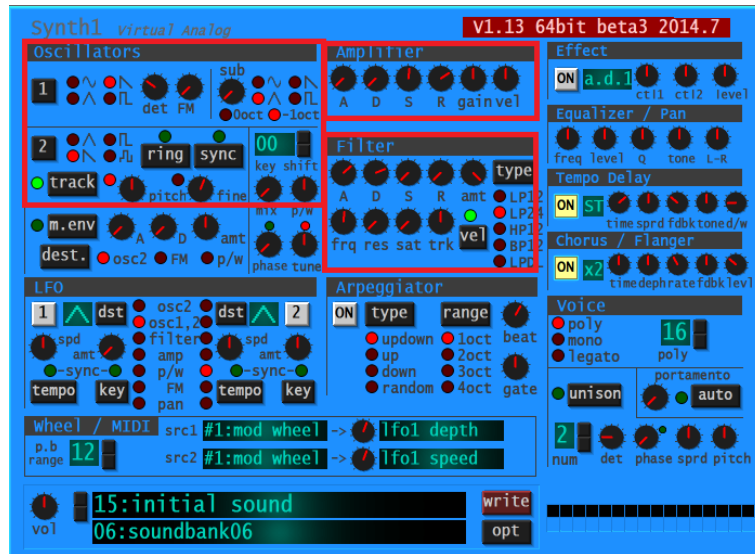 Synth1 Virtual Analog
V1.13 64bit beta3 2014.7
Oscillators
1
det FM
sub
0oct -1oct
2
ring sync
00
key shift
track
pitch fine
mix p/w
m.env
A D amt
dest.
osc2 FM p/w
phase tune
Amplifier
A D S R gain vel
Filter
A D S R amt
type
LP12
LP24
HP12
BP12
LPDL
frq res sat trk
vel
Effect
ON a.d.1
ctl1 ctl2 level
Equalizer / Pan
freq level Q tone L-R
Tempo Delay
ON ST
time sprd fdbk toned/w
Chorus / Flanger
ON x2
time deph rate fdbk levl
LFO
1 dst
spd
amt
-sync-
tempo key
osc2
osc1,2
filter
amp
p/w
FM
pan
dst 2
spd
amt
-sync-
tempo key
Arpeggiator
ON type range
beat
updown
up
down
random
1oct
2oct
3oct
4oct
gate
Voice
poly
mono
legato
16
poly
unison
portamento
auto
2
num det phase sprd pitch
Wheel / MIDI
p.b
range 12
src1 #1:mod wheel -> lfo1 depth
src2 #1:mod wheel -> lfo1 speed
vol
15:initial sound
06:soundbank06
write
opt